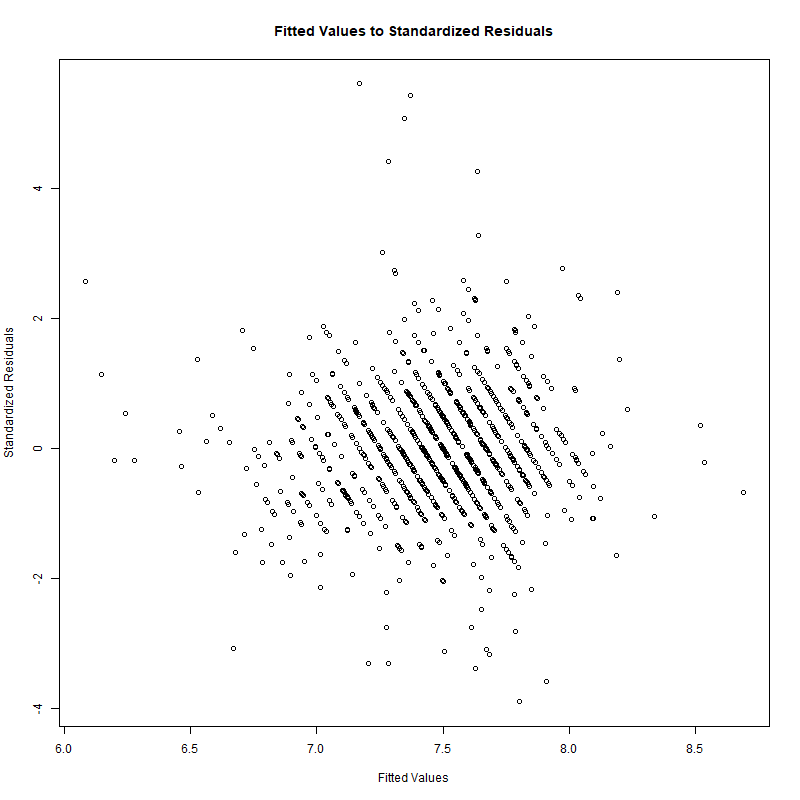 Fitted Values to Standardized Residuals
Standardized Residuals
4
2
0
-2
-4
6.0 6.5 7.0 7.5 8.0 8.5
Fitted Values